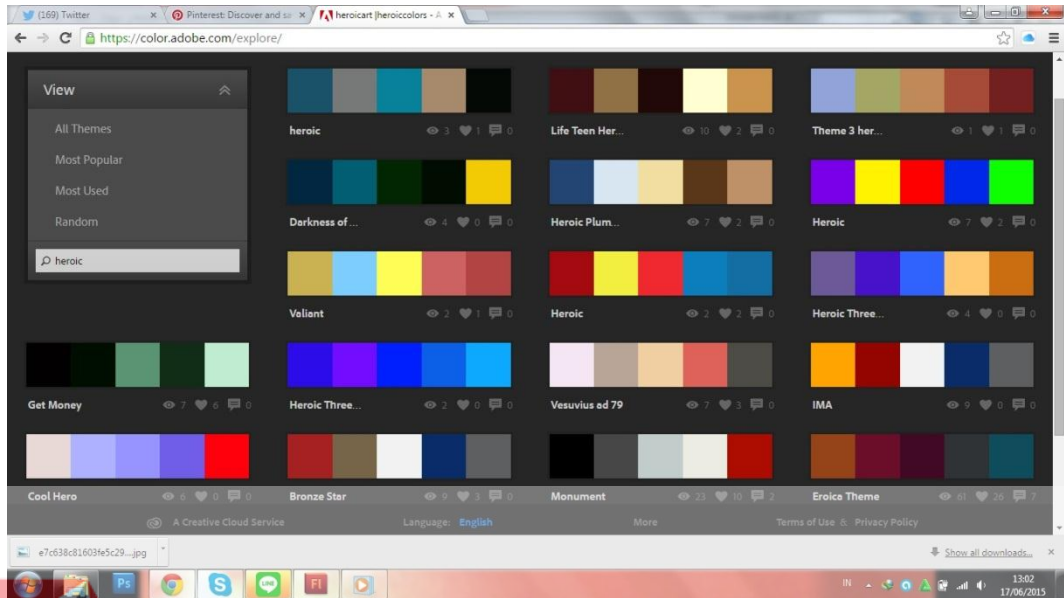 (169) Twitter
Pinterest: Discover and sa
heroicart |heroiccolors - A
https://color.adobe.com/explore/
View
All Themes
Most Popular
Most Used
Random
heroic
heroic 3 1 0
Life Teen Her... 10 2 0
Theme 3 her... 1 1 0
Darkness of ... 4 0 0
Heroic Plum... 7 2 0
Heroic 7 2 0
Valiant 2 1 0
Heroic 2 2 0
Heroic Three... 4 0 0
Get Money 7 6 0
Heroic Three... 2 0 0
Vesuvius ad 79 7 3 0
IMA 9 0 0
Cool Hero 6 0 0
Bronze Star 9 3 0
Monument 23 10 2
Eroica Theme 61 26 7
A Creative Cloud Service
Language: English
More
Terms of Use & Privacy Policy
e7c638c81603fe5c29....jpg
Show all downloads...
Ps
S
LINE
Fl
IN
13:02
17/06/2015